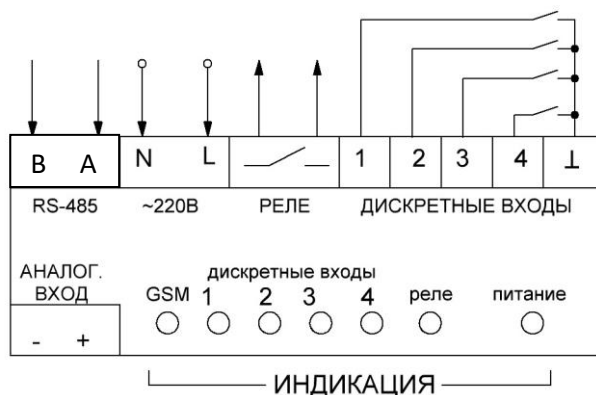 B A N L 1 2 3 4 ⊥
RS-485 ~220В РЕЛЕ ДИСКРЕТНЫЕ ВХОДЫ
АНАЛОГ.
ВХОД
- +
дискретные входы
GSM 1 2 3 4 реле питание
ИНДИКАЦИЯ